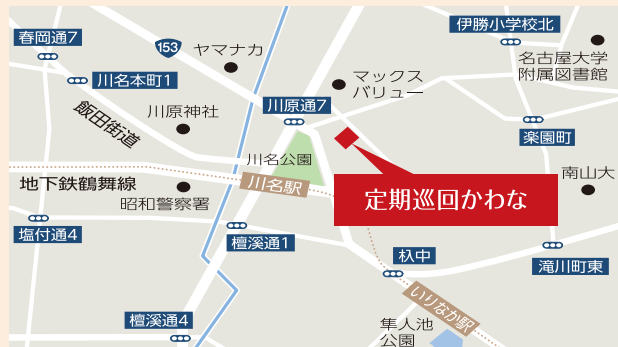 春岡通7
153
ヤマナカ
伊勝小学校北
名古屋大学
附属図書館
川名本町1
マックス
バリュー
飯田街道
川原神社
川原通7
楽園町
川名公園
地下鉄鶴舞線
川名駅
南山大
昭和警察署
定期巡回かわな
塩付通4
檀溪通1
杁中
滝川町東
いりなか駅
檀溪通4
隼人池
公園